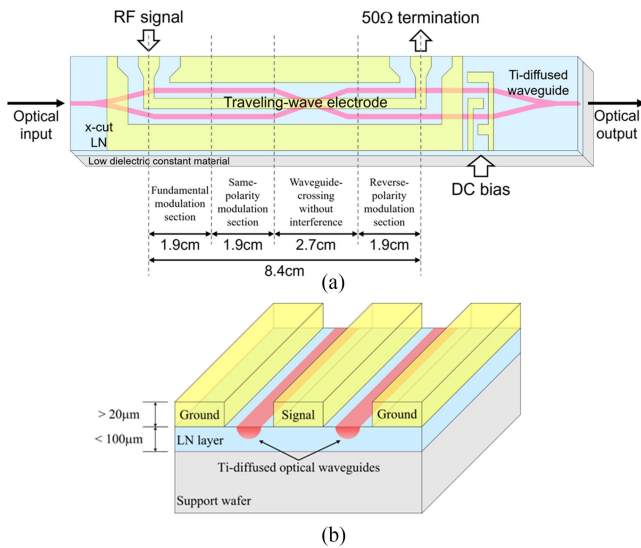 RF signal
50Ω termination
Ti-diffused
waveguide
Traveling-wave electrode
Optical
input
Optical
output
x-cut
LN
Low dielectric constant material
DC bias
Fundamental
modulation
section
Same-
polarity
modulation
section
Waveguide-
crossing
without
interference
Reverse-
polarity
modulation
section
1.9cm
1.9cm
2.7cm
1.9cm
8.4cm
(a)
> 20μm
Ground
Signal
Ground
< 100μm
LN layer
Ti-diffused optical waveguides
Support wafer
(b)